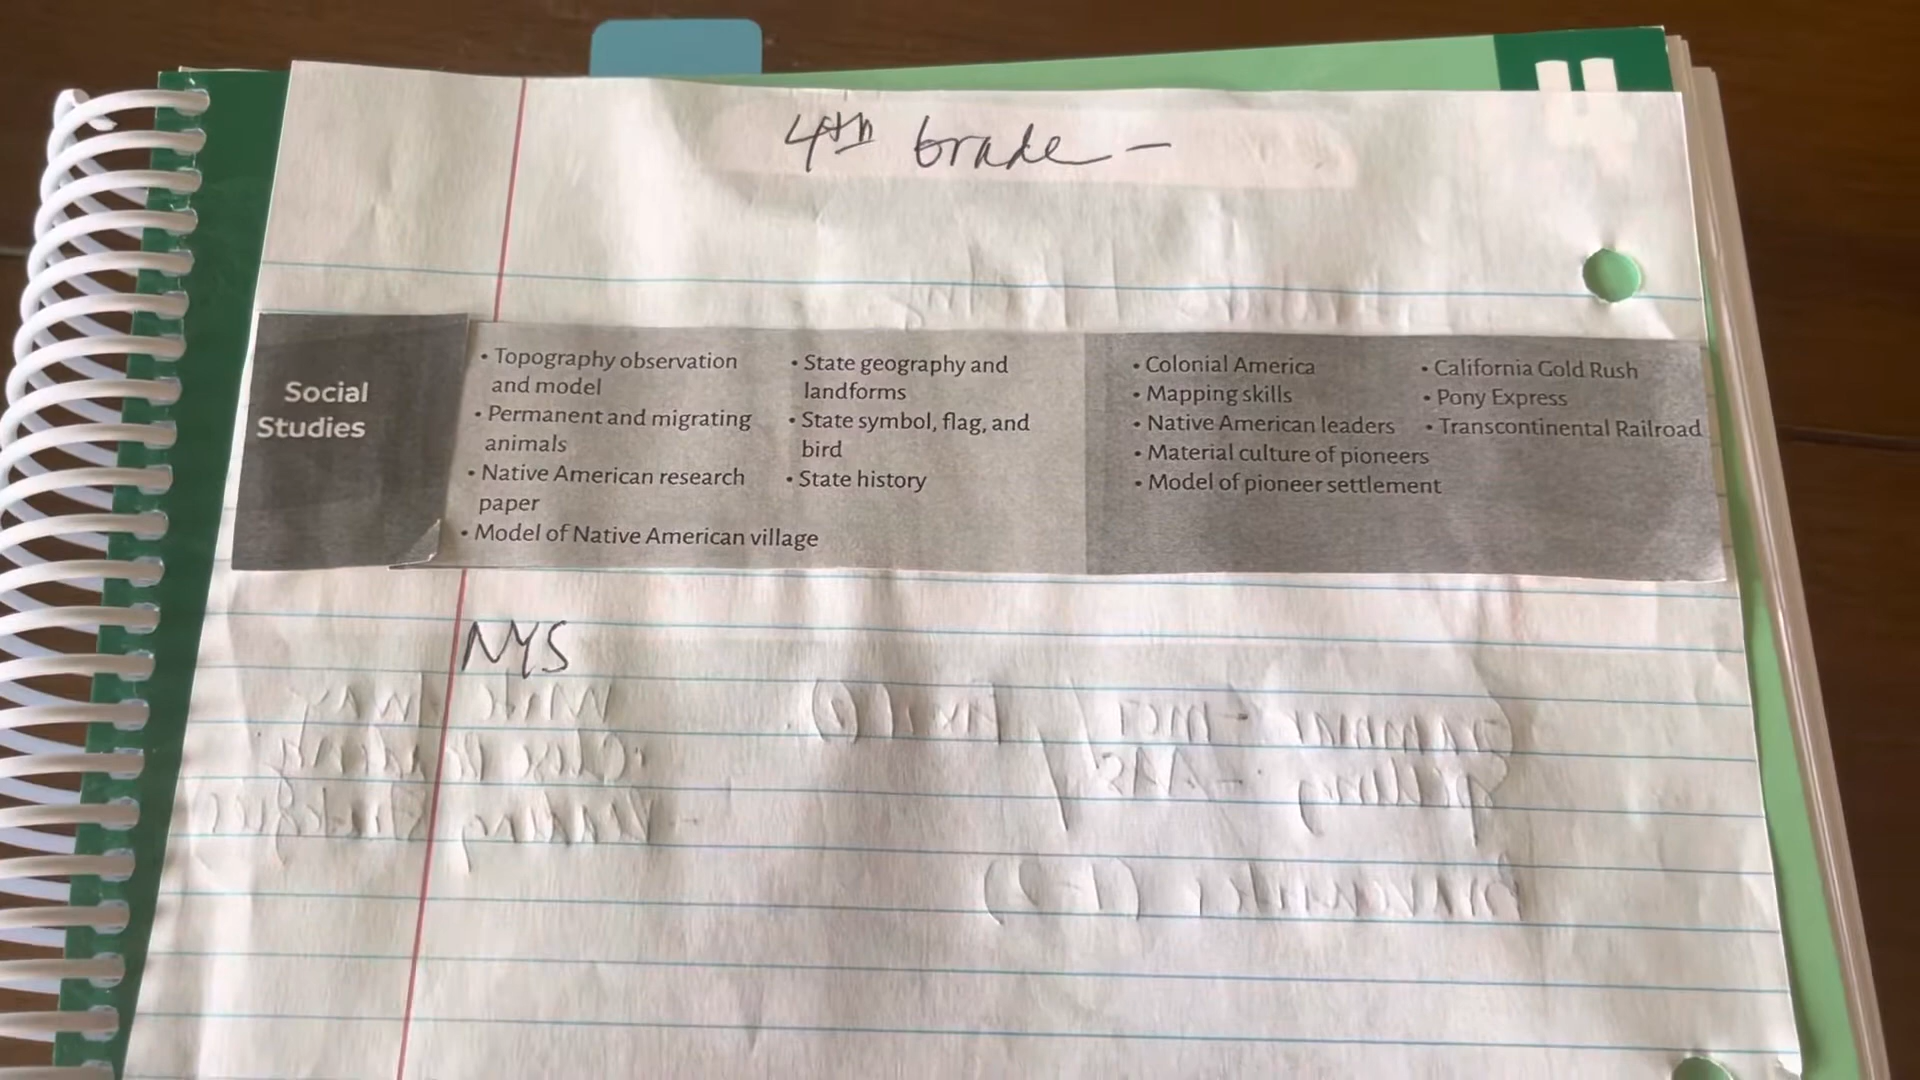 4th Grade -
Social
Studies
• Topography observation
and model
• Permanent and migrating
animals
• Native American research
paper
• Model of Native American village
• State geography and
landforms
• State symbol, flag, and
bird
• State history
• Colonial America
• Mapping skills
• Native American leaders
• Material culture of pioneers
• Model of pioneer settlement
• California Gold Rush
• Pony Express
• Transcontinental Railroad
NYS